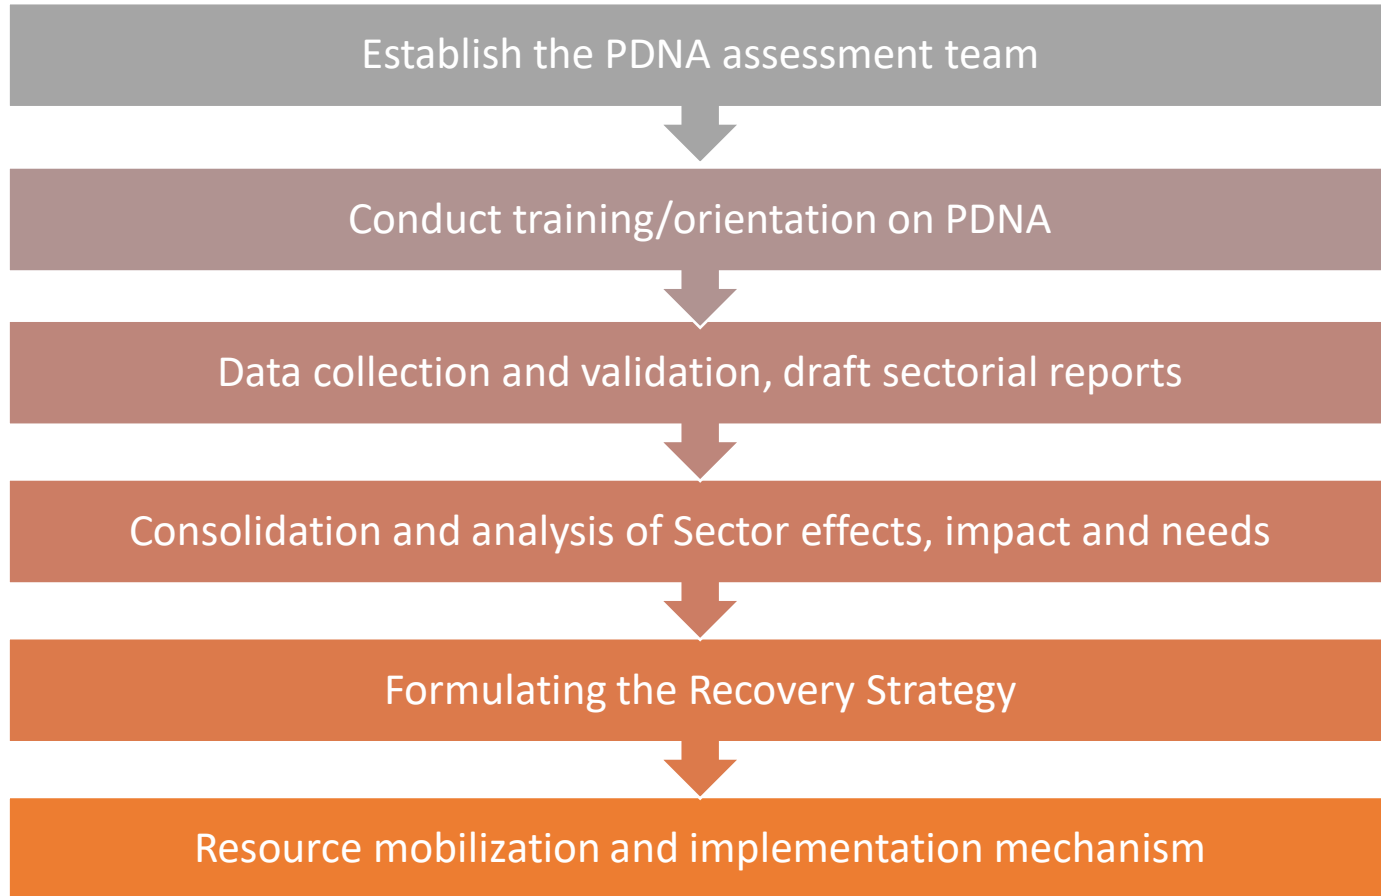 Establish the PDNA assessment team
Conduct training/orientation on PDNA
Data collection and validation, draft sectorial reports
Consolidation and analysis of Sector effects, impact and needs
Formulating the Recovery Strategy
Resource mobilization and implementation mechanism